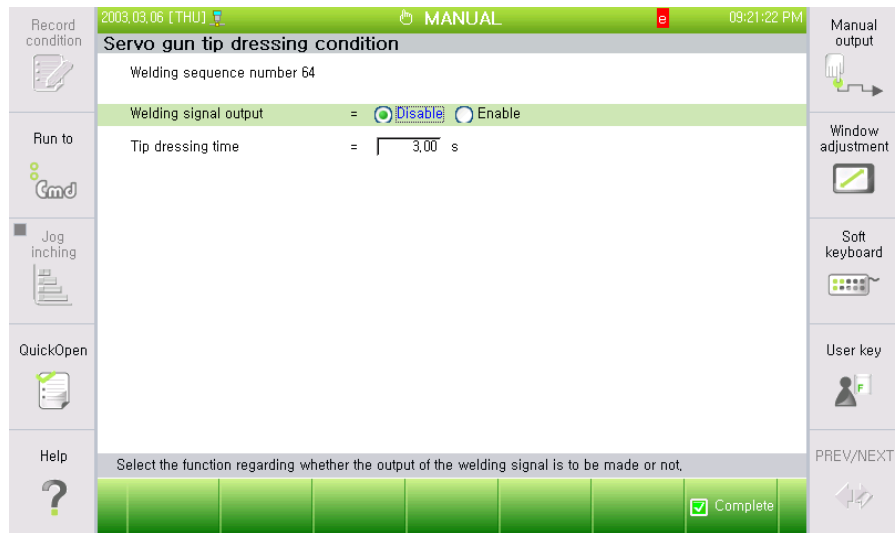 Record
condition
Run to
Cmd
Jog
inching
QuickOpen
Help
?
2003,03,06 [THU]
MANUAL
e
09:21:22 PM
Servo gun tip dressing condition
Welding sequence number 64
Welding signal output = Disable Enable
Tip dressing time = 3,00 s
Select the function regarding whether the output of the welding signal is to be made or not,
Complete
Manual
output
Window
adjustment
Soft
keyboard
User key
F
PREV/NEXT